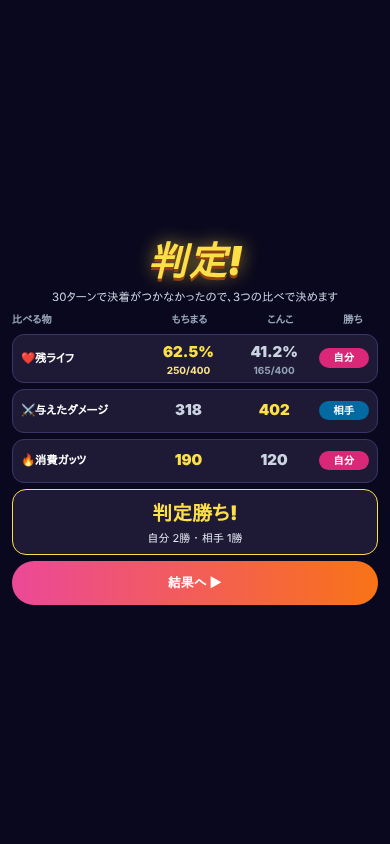 判定!
30ターンで決着がつかなかったので、3つの比べで決めます
比べる物 もちまる こんこ 勝ち
❤️残ライフ 62.5% 41.2% 自分
250/400 165/400
⚔️与えたダメージ 318 402 相手
🔥消費ガッツ 190 120 自分
判定勝ち!
自分 2勝・相手 1勝
結果へ ▶